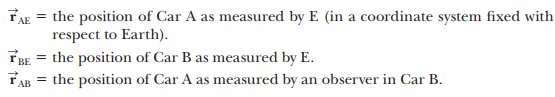 r⃗AE = the position of Car A as measured by E (in a coordinate system fixed with
respect to Earth).
r⃗BE = the position of Car B as measured by E.
r⃗AB = the position of Car A as measured by an observer in Car B.